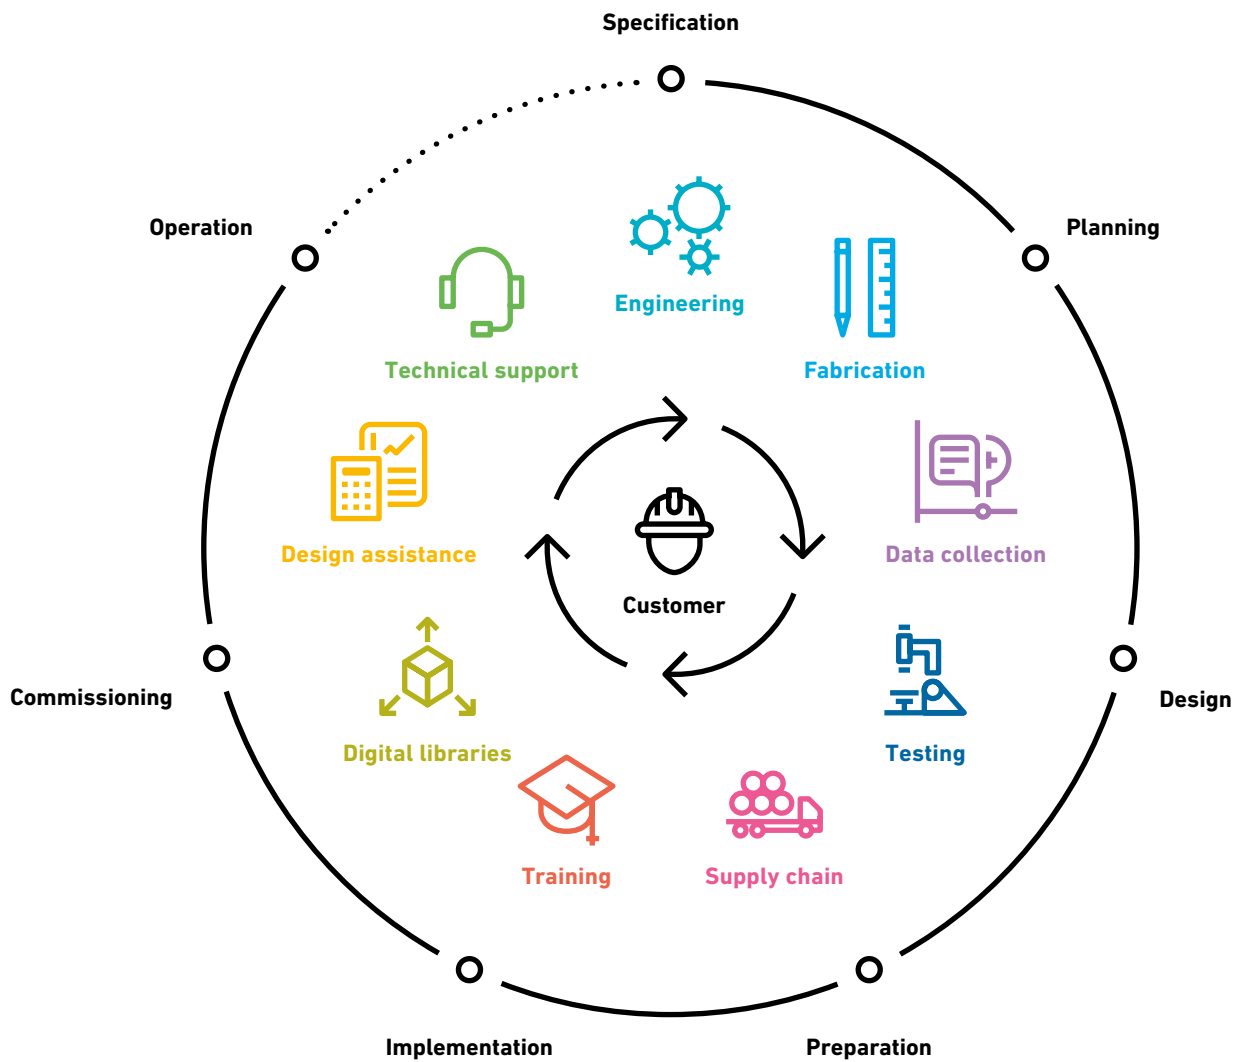 Specification
Operation
Planning
Engineering
Technical support
Fabrication
Design assistance
Data collection
Customer
Commissioning
Design
Digital libraries
Testing
Training
Supply chain
Implementation
Preparation